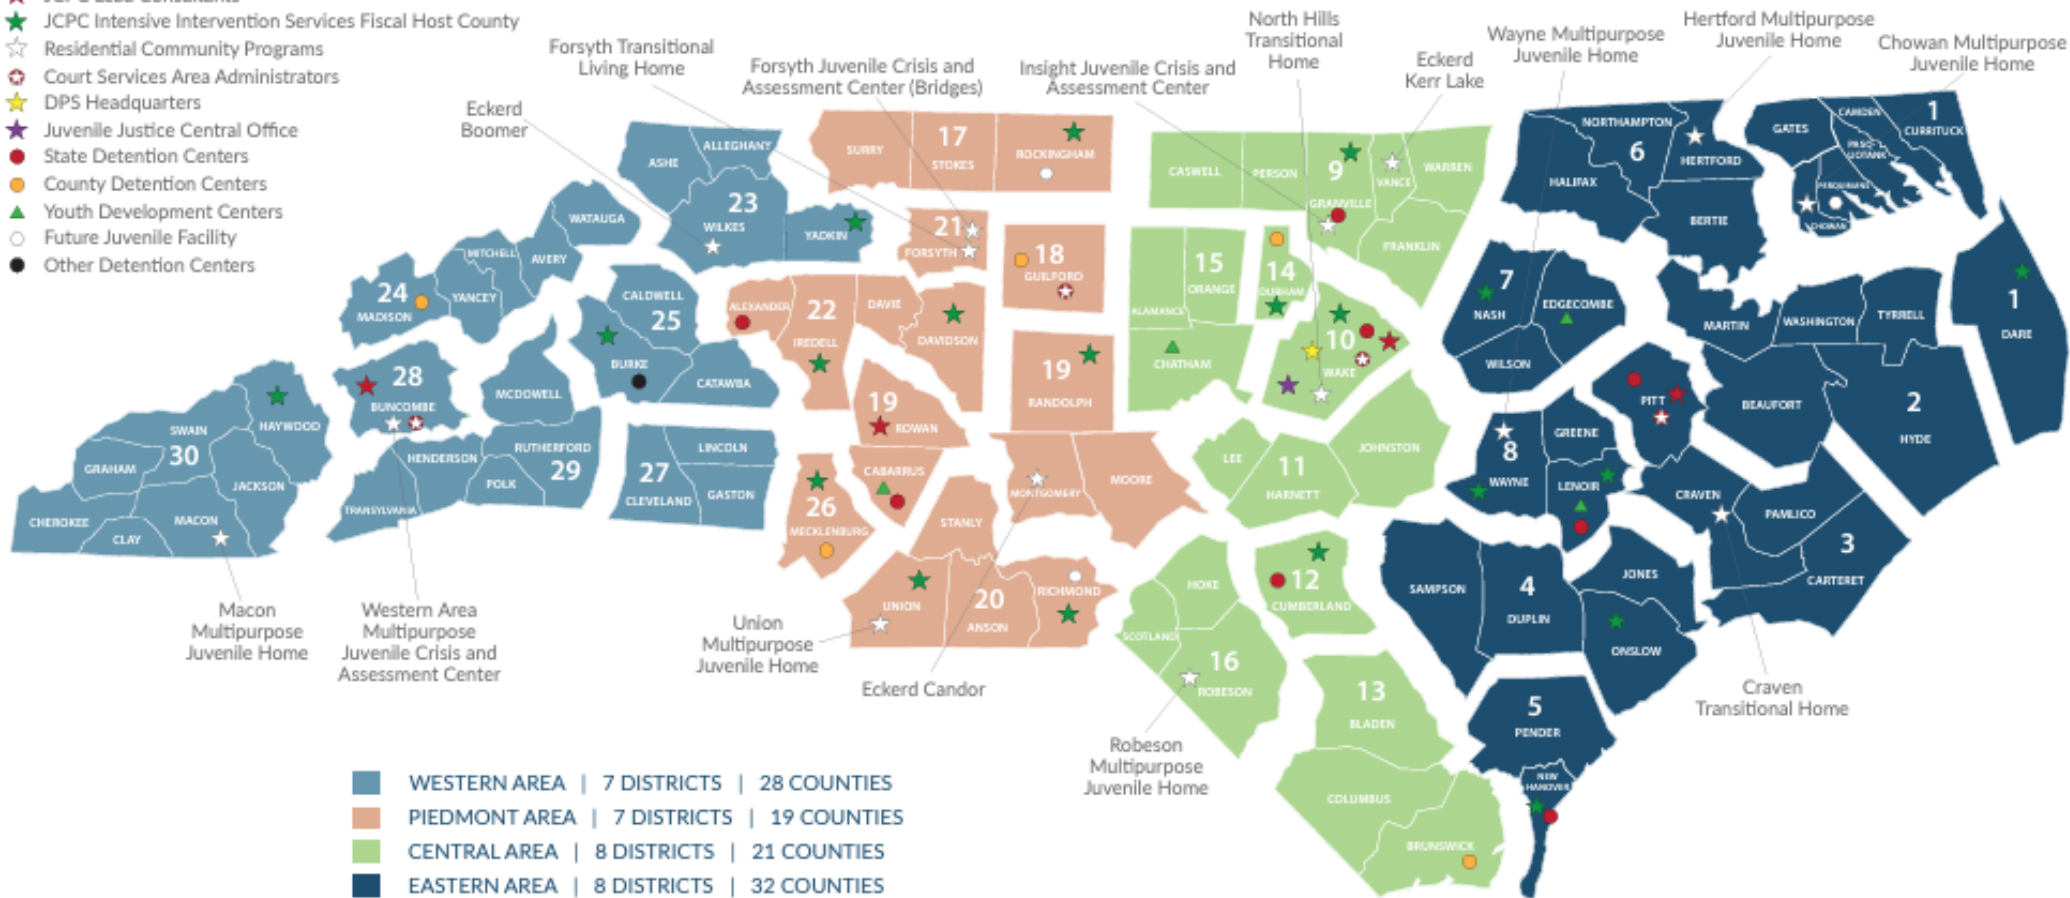 JCPC Lead Consultants
JCPC Intensive Intervention Services Fiscal Host County
Residential Community Programs
Court Services Area Administrators
DPS Headquarters
Juvenile Justice Central Office
State Detention Centers
County Detention Centers
Youth Development Centers
Future Juvenile Facility
Other Detention Centers
Eckerd
Boomer
Forsyth Transitional
Living Home
Forsyth Juvenile Crisis and
Assessment Center (Bridges)
Insight Juvenile Crisis and
Assessment Center
North Hills
Transitional
Home
Eckerd
Kerr Lake
Wayne Multipurpose
Juvenile Home
Hertford Multipurpose
Juvenile Home
Chowan Multipurpose
Juvenile Home
30
SWAIN
GRAHAM
CHEROKEE
CLAY
MACON
JACKSON
HAYWOOD
28
BUNCOMBE
24
MADISON
YANCEY
MITCHELL
AVERY
WATAUGA
MCDOWELL
29
RUTHERFORD
HENDERSON
POLK
TRANSYLVANIA
23
ASHE
ALLEGHANY
WILKES
YADKIN
25
CALDWELL
BURKE
CATAWBA
27
CLEVELAND
LINCOLN
GASTON
17
SURRY
STOKES
ROCKINGHAM
21
FORSYTH
18
GUILFORD
22
ALEXANDER
IREDELL
DAVIE
DAVIDSON
19
ROWAN
CABARRUS
19
RANDOLPH
MONTGOMERY
MOORE
26
MECKLENBURG
20
STANLY
UNION
ANSON
RICHMOND
9
CASWELL
PERSON
GRANVILLE
VANCE
WARREN
FRANKLIN
15
ORANGE
ALAMANCE
CHATHAM
14
DURHAM
10
WAKE
11
LEE
HARNETT
JOHNSTON
12
CUMBERLAND
16
HOKE
SCOTLAND
ROBESON
13
BLADEN
COLUMBUS
BRUNSWICK
6
NORTHAMPTON
HALIFAX
HERTFORD
BERTIE
1
GATES
CAMDEN
CURRITUCK
PASQ-
UOTANK
PERQUIMANS
CHOWAN
1
DARE
7
NASH
EDGECOMBE
WILSON
2
MARTIN
WASHINGTON
TYRRELL
BEAUFORT
HYDE
PITT
8
WAYNE
GREENE
LENOIR
3
CRAVEN
PAMLICO
CARTERET
4
SAMPSON
DUPLIN
JONES
ONSLOW
5
PENDER
NEW
HANOVER
Macon
Multipurpose
Juvenile Home
Western Area
Multipurpose
Juvenile Crisis and
Assessment Center
Union
Multipurpose
Juvenile Home
Eckerd Candor
Robeson
Multipurpose
Juvenile Home
Craven
Transitional Home
WESTERN AREA | 7 DISTRICTS | 28 COUNTIES
PIEDMONT AREA | 7 DISTRICTS | 19 COUNTIES
CENTRAL AREA | 8 DISTRICTS | 21 COUNTIES
EASTERN AREA | 8 DISTRICTS | 32 COUNTIES